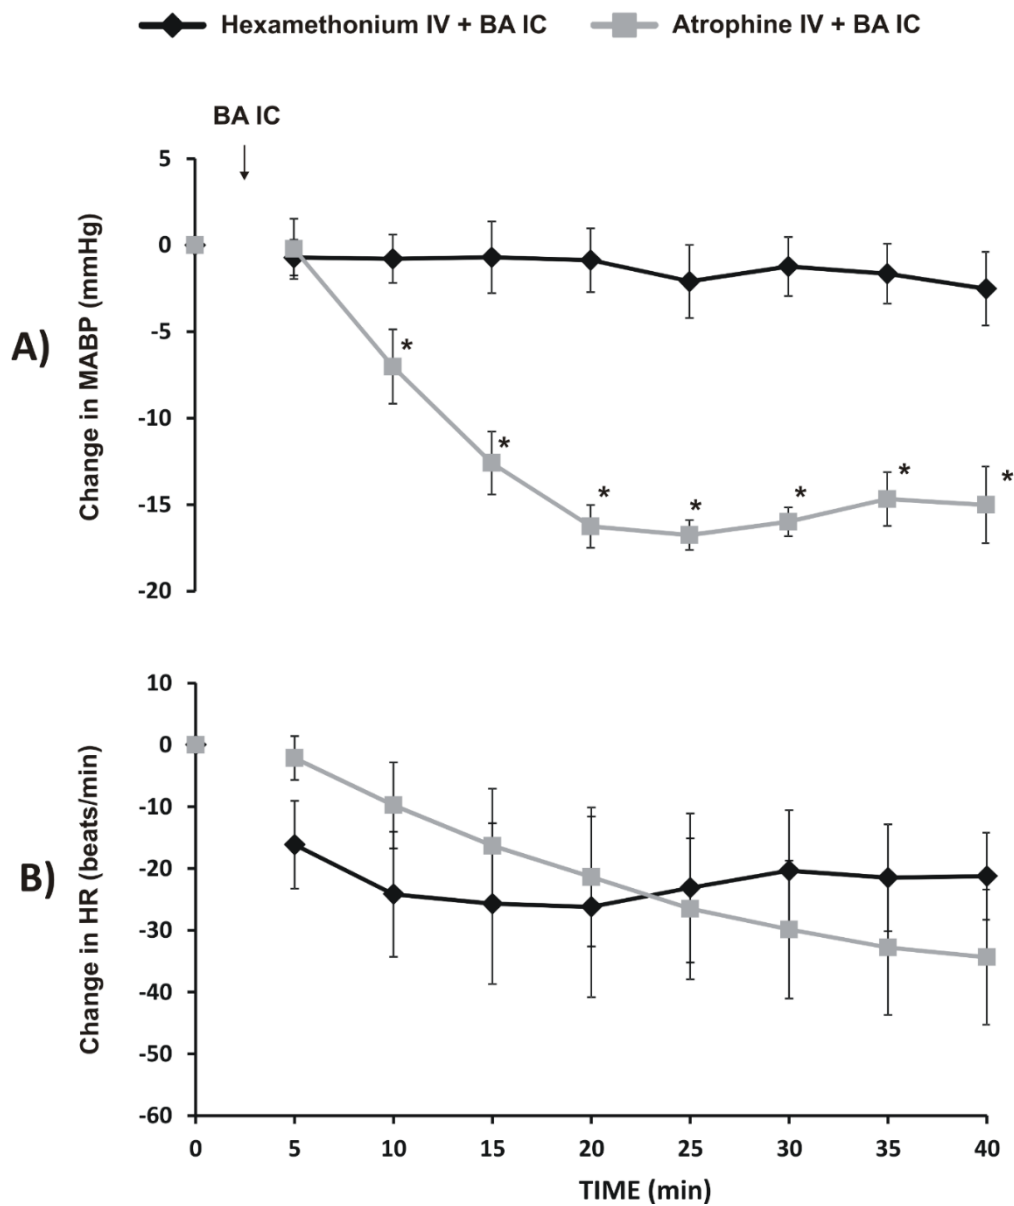 Hexamethonium IV + BA IC
Atrophine IV + BA IC
BA IC
A)
Change in MABP (mmHg)
5
0
-5
-10
-15
-20
*
*
*
*
*
*
*
B)
Change in HR (beats/min)
10
0
-10
-20
-30
-40
-50
-60
0 5 10 15 20 25 30 35 40
TIME (min)